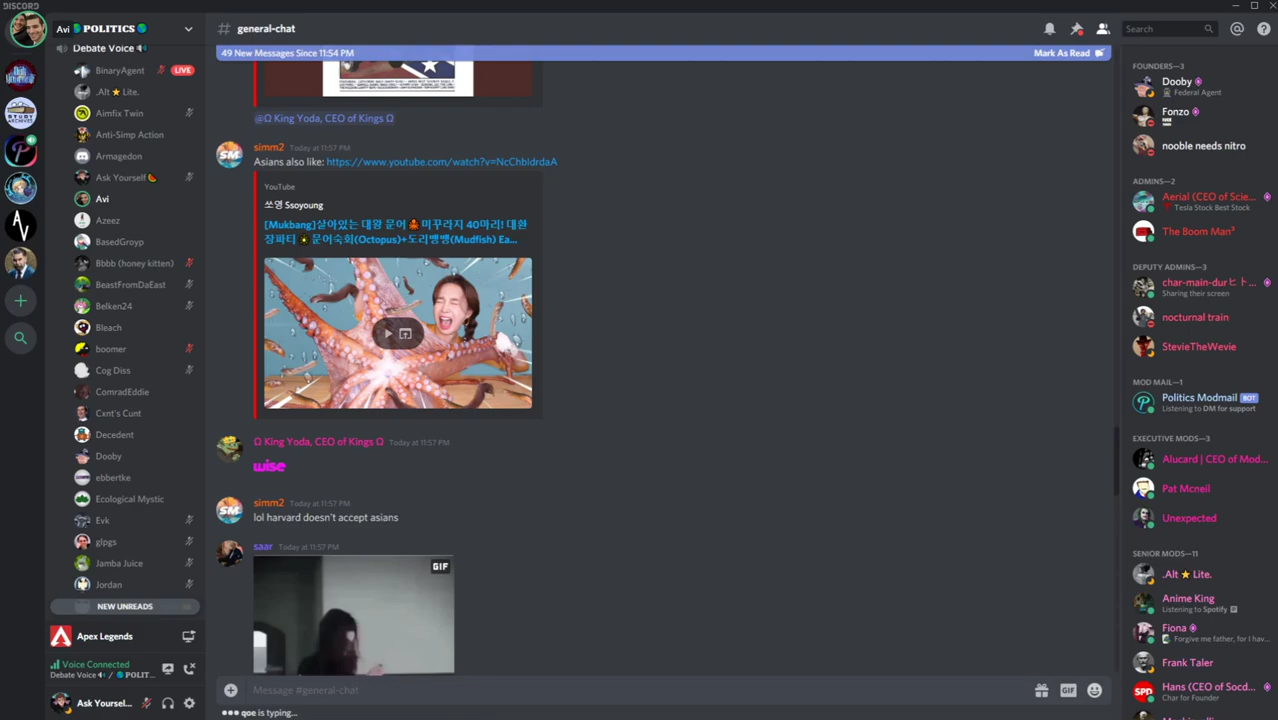 DISCORD
Avi POLITICS
Debate Voice
BinaryAgent
LIVE
.Alt ⭐ Lite.
Aimfix Twin
Anti-Simp Action
Armagedon
Ask Yourself 🍉
Avi
Azeez
BasedGroyp
Bbbb (honey kitten)
BeastFromDaEast
Belken24
Bleach
boomer
Cog Diss
ComradEddie
Cxnt's Cunt
Decedent
Dooby
ebbertke
Ecological Mystic
Evk
glpgs
Jamba Juice
Jordan
NEW UNREADS
Apex Legends
Voice Connected
Debate Voice 🔊 / 🌎 POLIT...
Ask Yoursel...
# general-chat
Search
49 New Messages Since 11:54 PM
Mark As Read
@Ω King Yoda, CEO of Kings Ω
simm2 Today at 11:57 PM
Asians also like: https://www.youtube.com/watch?v=NcChbIdrdaA
YouTube
쏘영 Ssoyoung
[Mukbang]살아있는 대왕 문어🐙 미꾸라지 40마리! 대환
장파티 문어숙회(Octopus)+도리뱅뱅(Mudfish) Ea...
Ω King Yoda, CEO of Kings Ω Today at 11:57 PM
wise
simm2 Today at 11:57 PM
lol harvard doesn't accept asians
saar Today at 11:57 PM
GIF
Message #general-chat
GIF
qoe is typing...
FOUNDERS—3
Dooby
Federal Agent
Fonzo
nooble needs nitro
ADMINS—2
Aerial (CEO of Scie...
Tesla Stock Best Stock
The Boom Man³
DEPUTY ADMINS—3
char-main-durヒト...
Sharing their screen
nocturnal train
StevieTheWevie
MOD MAIL—1
Politics Modmail BOT
Listening to DM for support
EXECUTIVE MODS—3
Alucard | CEO of Mod...
Pat Mcneil
Unexpected
SENIOR MODS—11
.Alt ⭐ Lite.
Anime King
Listening to Spotify
Fiona
Forgive me father, for I hav...
Frank Taler
SPD
Hans (CEO of Socd...
Char for Founder